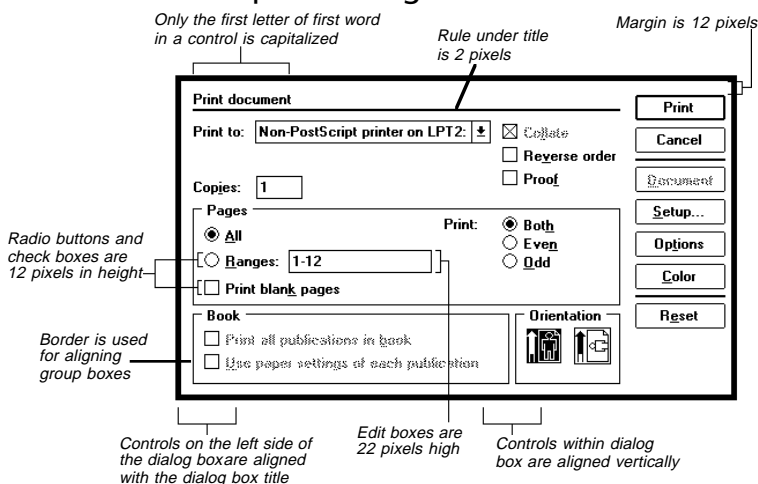 Only the first letter of first word
in a control is capitalized
Rule under title
is 2 pixels
Margin is 12 pixels
Print document
Print to: Non-PostScript printer on LPT2:
Collate
Reverse order
Proof
Copies: 1
Pages
All
Ranges: 1-12
Print blank pages
Print:
Both
Even
Odd
Book
Print all publications in book
Use paper settings of each publication
Orientation
Print
Cancel
Document
Setup...
Options
Color
Reset
Radio buttons and
check boxes are
12 pixels in height
Border is used
for aligning
group boxes
Controls on the left side of
the dialog boxare aligned
with the dialog box title
Edit boxes are
22 pixels high
Controls within dialog
box are aligned vertically